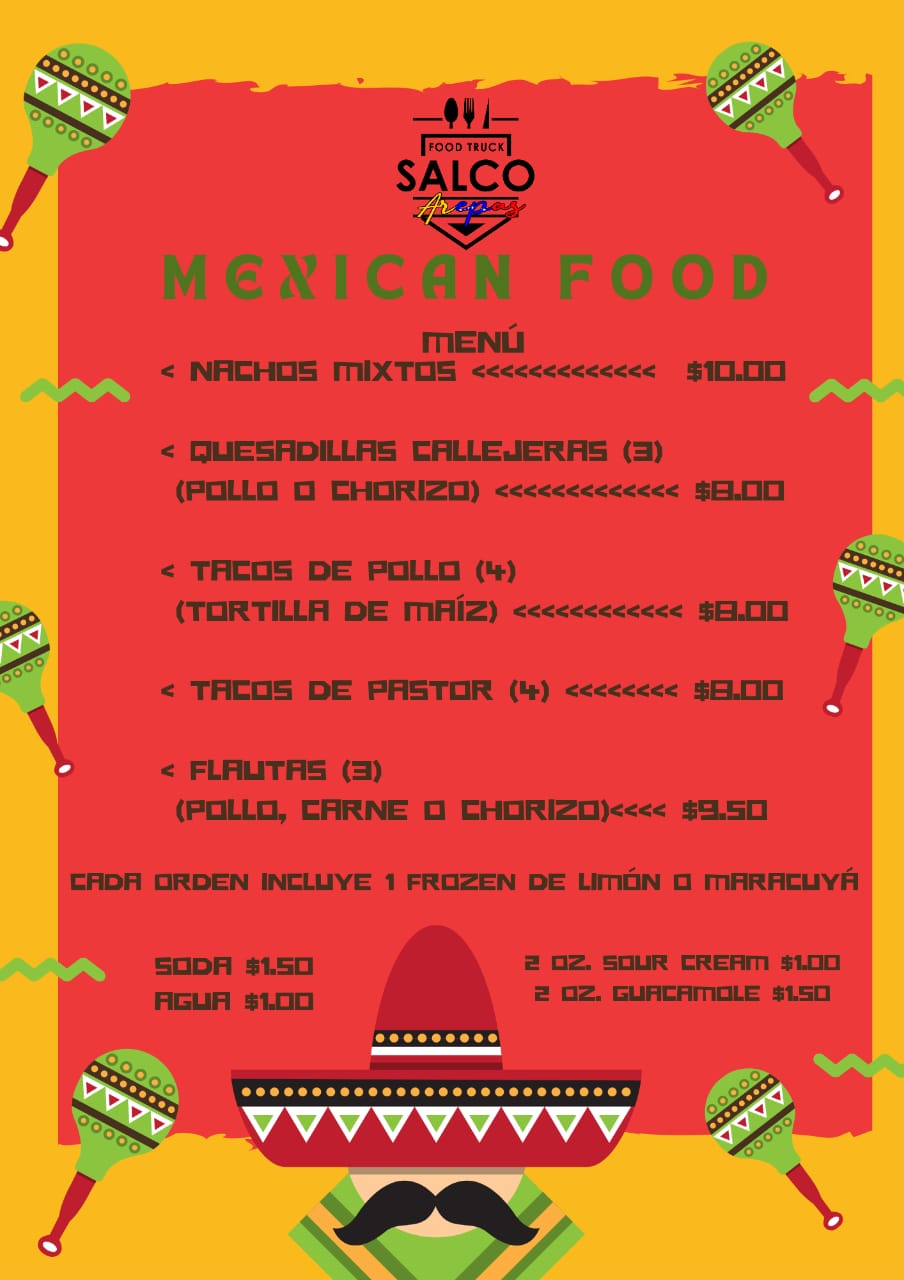 FOOD TRUCK
SALCO
Arepas
MEXICAN FOOD
MENÚ
< NACHOS MIXTOS <<<<<<<<<<<<< $10.00
< QUESADILLAS CALLEJERAS (3)
(POLLO O CHORIZO) <<<<<<<<<<<<< $8.00
< TACOS DE POLLO (4)
(TORTILLA DE MAÍZ) <<<<<<<<<<<< $8.00
< TACOS DE PASTOR (4) <<<<<<<< $8.00
< FLAUTAS (3)
(POLLO, CARNE O CHORIZO)<<<< $9.50
CADA ORDEN INCLUYE 1 FROZEN DE LIMÓN O MARACUYÁ
SODA $1.50
AGUA $1.00
2 OZ. SOUR CREAM $1.00
2 OZ. GUACAMOLE $1.50